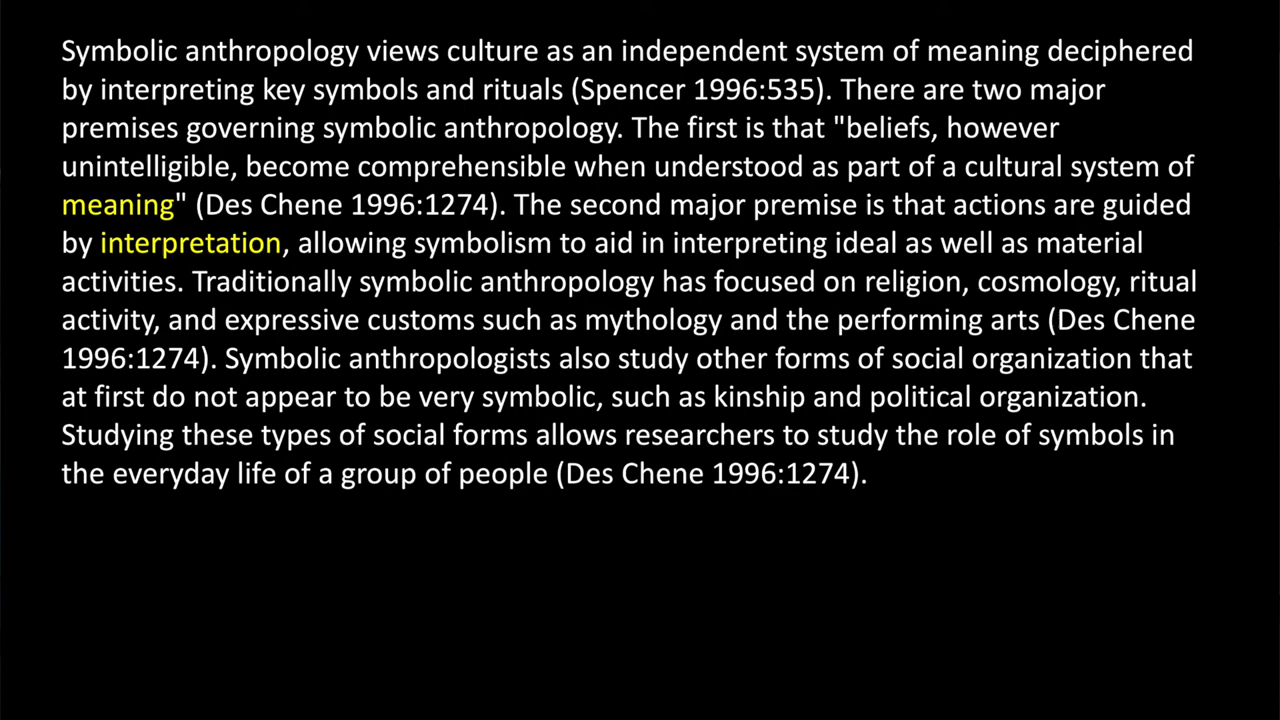 Symbolic anthropology views culture as an independent system of meaning deciphered
by interpreting key symbols and rituals (Spencer 1996:535). There are two major
premises governing symbolic anthropology. The first is that "beliefs, however
unintelligible, become comprehensible when understood as part of a cultural system of
meaning" (Des Chene 1996:1274). The second major premise is that actions are guided
by interpretation, allowing symbolism to aid in interpreting ideal as well as material
activities. Traditionally symbolic anthropology has focused on religion, cosmology, ritual
activity, and expressive customs such as mythology and the performing arts (Des Chene
1996:1274). Symbolic anthropologists also study other forms of social organization that
at first do not appear to be very symbolic, such as kinship and political organization.
Studying these types of social forms allows researchers to study the role of symbols in
the everyday life of a group of people (Des Chene 1996:1274).